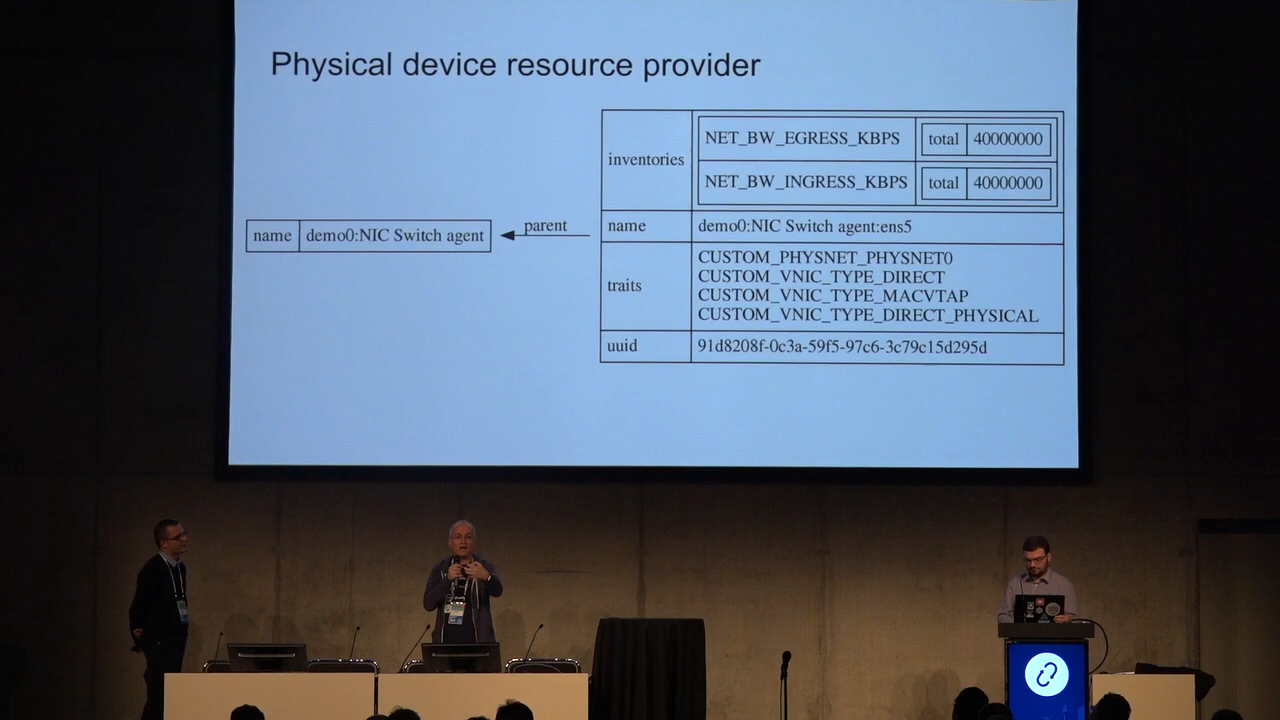 Physical device resource provider
inventories
NET_BW_EGRESS_KBPS total 40000000
NET_BW_INGRESS_KBPS total 40000000
name demo0:NIC Switch agent
parent
name demo0:NIC Switch agent:ens5
traits
CUSTOM_PHYSNET_PHYSNET0
CUSTOM_VNIC_TYPE_DIRECT
CUSTOM_VNIC_TYPE_MACVTAP
CUSTOM_VNIC_TYPE_DIRECT_PHYSICAL
uuid 91d8208f-0c3a-59f5-97c6-3c79c15d295d